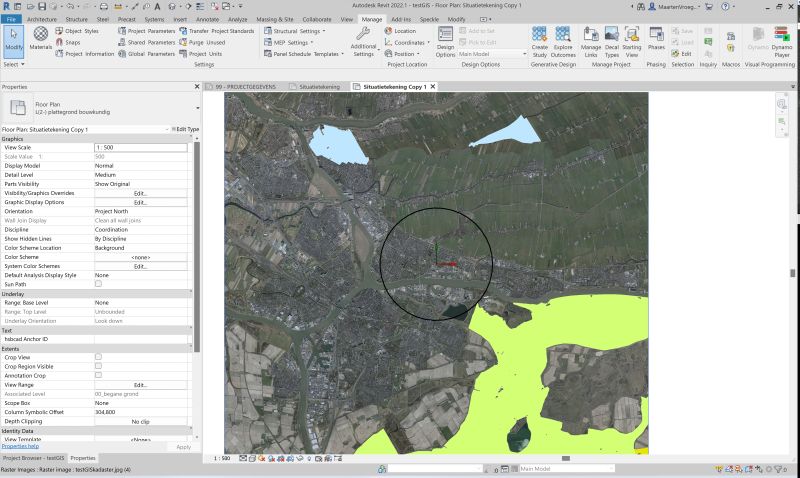 Autodesk Revit 2022.1 - testGIS - Floor Plan: Situatietekening Copy 1
MaartenVroeg...
Architecture Structure Steel Precast Systems Insert Annotate Analyze Massing & Site Collaborate View Manage Add-Ins Speckle Modify
Modify
Materials
Object Styles
Snaps
Project Information
Project Parameters
Shared Parameters
Global Parameters
Transfer Project Standards
Purge Unused
Project Units
Structural Settings
MEP Settings
Panel Schedule Templates
Additional Settings
Location
Coordinates
Position
Design Options
Add to Set
Pick to Edit
Main Model
Create Study
Explore Outcomes
Manage Links
Decal Types
Starting View
Phases
Save
Load
Edit
Dynamo
Dynamo Player
Select
Settings
Project Location
Design Options
Generative Design
Manage Project
Phasing
Selection
Inquiry
Macros
Visual Programming
Properties
99 - PROJECTGEGEVENS
Situatietekening
Situatietekening Copy 1
Floor Plan
L(2-) plattegrond bouwkundig
Floor Plan: Situatietekening Copy 1
Edit Type
Graphics
View Scale 1 : 500
Scale Value 1: 500
Display Model Normal
Detail Level Medium
Parts Visibility Show Original
Visibility/Graphics Overrides Edit...
Graphic Display Options Edit...
Orientation Project North
Wall Join Display Clean all wall joins
Discipline Coordination
Show Hidden Lines By Discipline
Color Scheme Location Background
Color Scheme <none>
System Color Schemes Edit...
Default Analysis Display Style None
Sun Path
Underlay
Range: Base Level None
Range: Top Level Unbounded
Underlay Orientation Look down
Text
hsbcad Anchor ID
Extents
Crop View
Crop Region Visible
Annotation Crop
View Range Edit...
Associated Level 00_begane grond
Scope Box None
Column Symbolic Offset 304,800
Depth Clipping No clip
Identity Data
View Template <None>
Properties help
Apply
Project Browser - testGIS Properties
1 : 500
Raster Images : Raster image : testGISkadaster.jpg (4)
:0
Main Model
:0